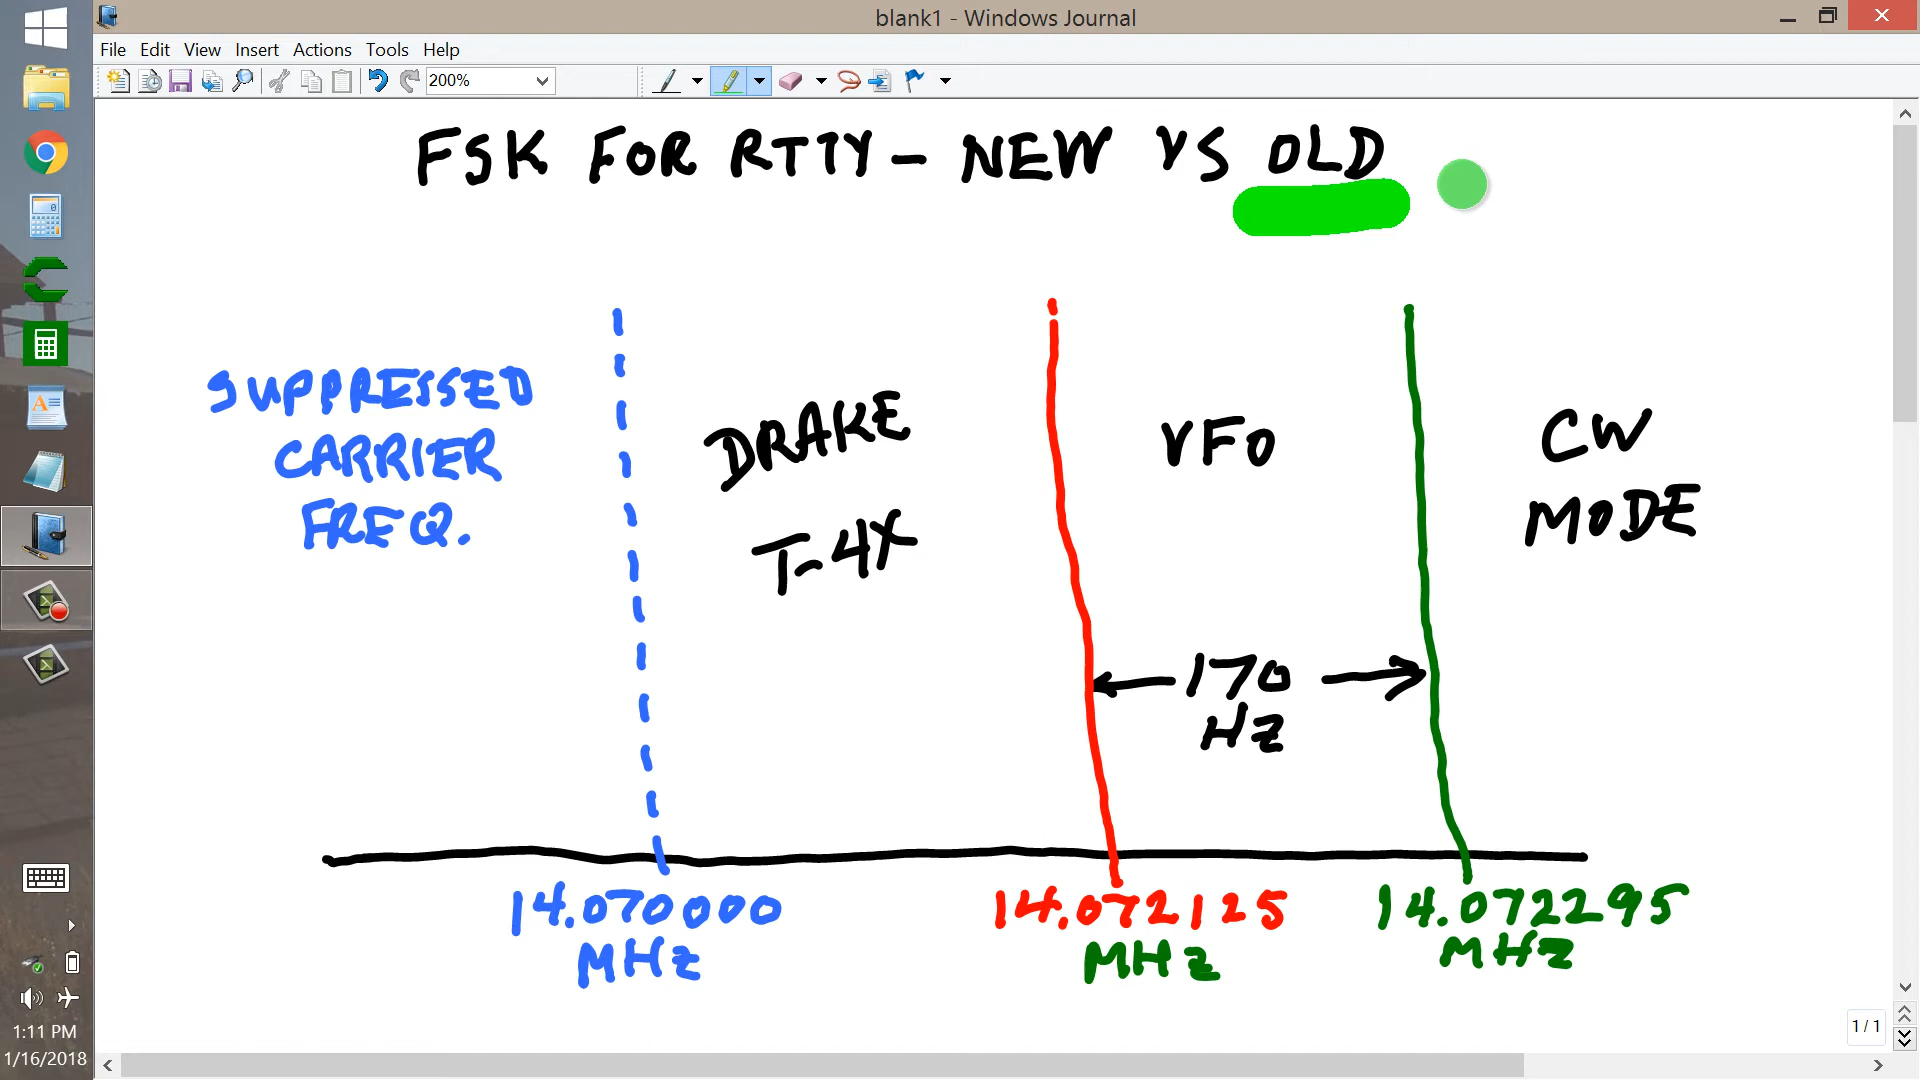 blank1 - Windows Journal
File Edit View Insert Actions Tools Help
200%
FSK FOR RTTY - NEW VS OLD
SUPPRESSED
CARRIER
FREQ.
DRAKE
T-4X
VFO
CW
MODE
170
HZ
14.070000
MHz
14.072125
MHz
14.072295
MHZ
1:11 PM
1/16/2018
1 / 1